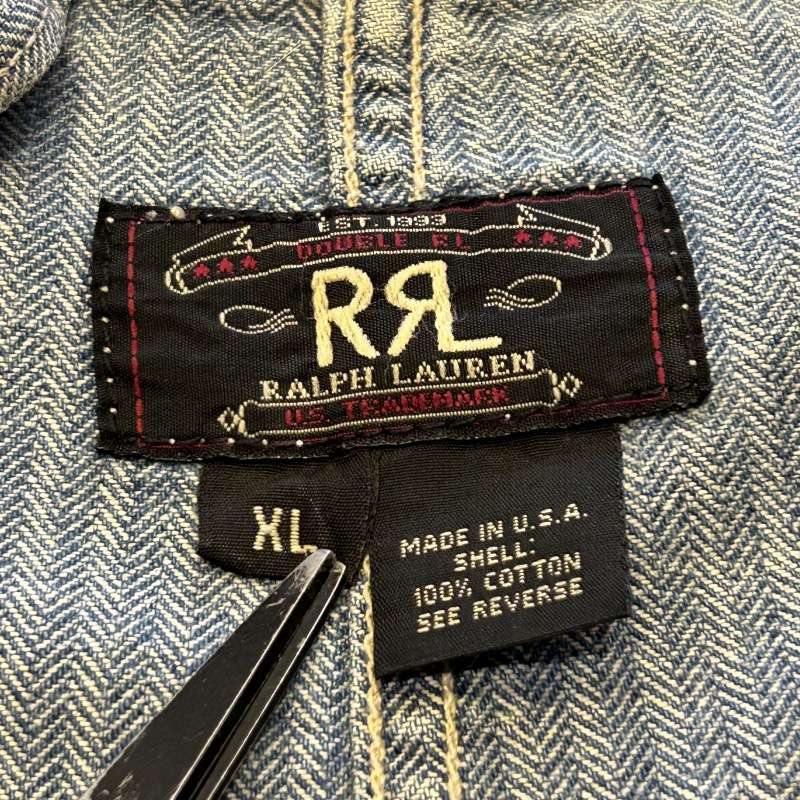 EST. 1993
DOUBLE RL
RRL
RALPH LAUREN
U.S. TRADEMARK
XL
MADE IN U.S.A.
SHELL:
100% COTTON
SEE REVERSE